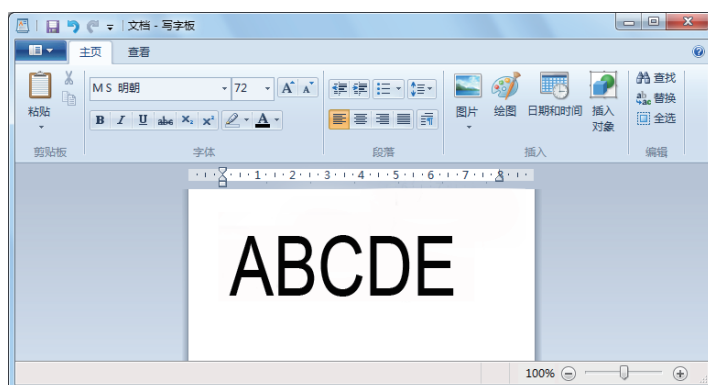 文档 - 写字板
主页 查看
粘贴
剪贴板
MS 明朝 72 A A
B I U abc X₂ X² A
字体
段落
图片 绘图 日期和时间 插入对象
插入
查找
替换
全选
编辑
1 2 3 4 5 6 7 8
ABCDE
100%